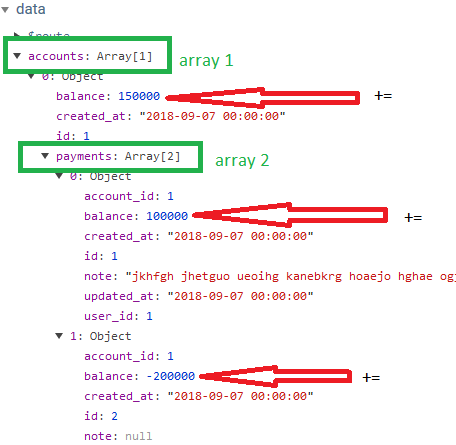 data
$route
accounts: Array[1] array 1
0: Object
balance: 150000 +=
created_at: "2018-09-07 00:00:00"
id: 1
payments: Array[2] array 2
0: Object
account_id: 1
balance: 100000 +=
created_at: "2018-09-07 00:00:00"
id: 1
note: "jkhfgh jhetguo ueoihg kanebkrg hoaejo hghae
updated_at: "2018-09-07 00:00:00"
user_id: 1
1: Object
account_id: 1
balance: -200000 +=
created_at: "2018-09-07 00:00:00"
id: 2
note: null